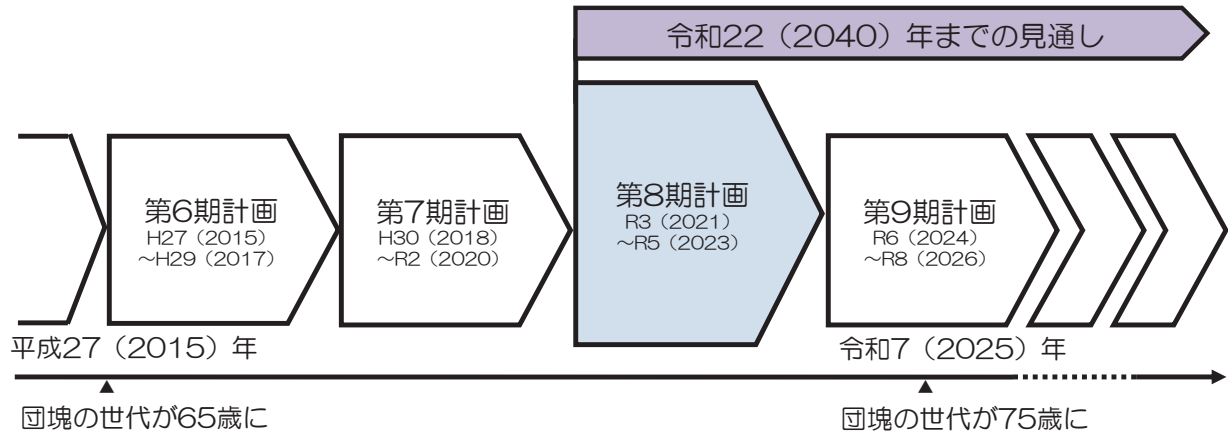 令和22（2040）年までの見通し
第6期計画
H27（2015）
～H29（2017）
第7期計画
H30（2018）
～R2（2020）
第8期計画
R3（2021）
～R5（2023）
第9期計画
R6（2024）
～R8（2026）
平成27（2015）年
令和7（2025）年
団塊の世代が65歳に
団塊の世代が75歳に